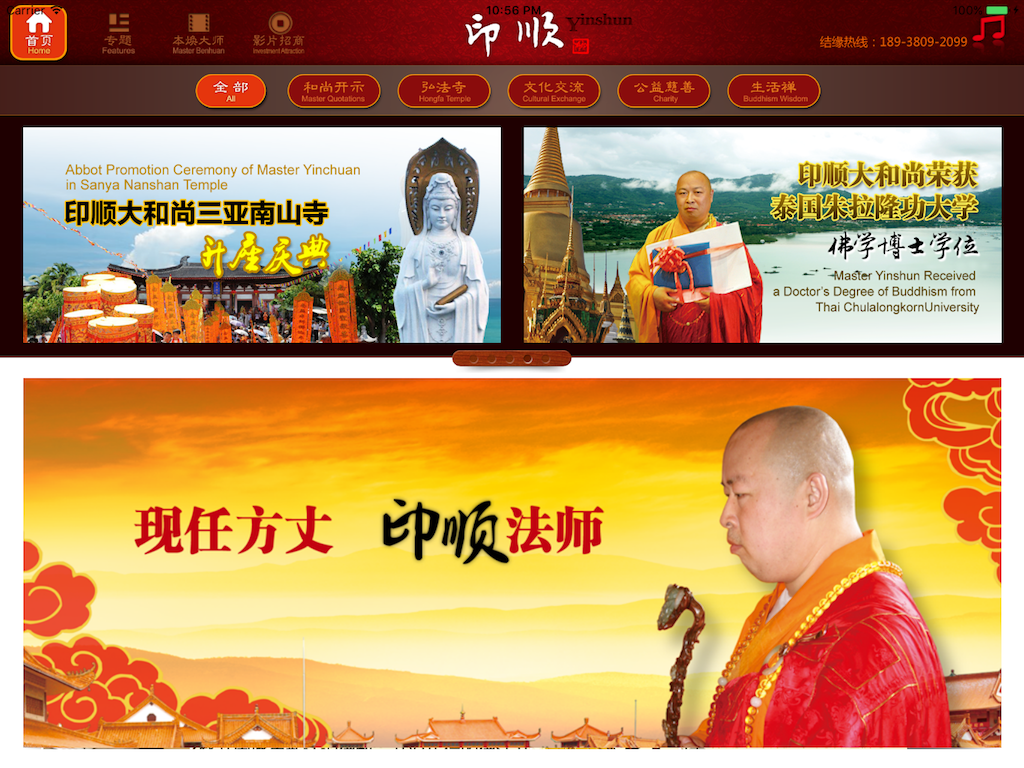 Carrier
10:56 PM
100%
首页
Home
专题
Features
本焕大师
Master Benhuan
影片招商
Investment Attraction
印顺
Yinshun
结缘热线：189-3809-2099
全部
All
和尚开示
Master Quotations
弘法寺
Hongfa Temple
文化交流
Cultural Exchange
公益慈善
Charity
生活禅
Buddhism Wisdom
Abbot Promotion Ceremony of Master Yinchuan
in Sanya Nanshan Temple
印顺大和尚三亚南山寺
升座庆典
印顺大和尚荣获
泰国朱拉隆功大学
佛学博士学位
Master Yinshun Received
a Doctor's Degree of Buddhism from
Thai ChulalongkornUniversity
现任方丈 印顺法师